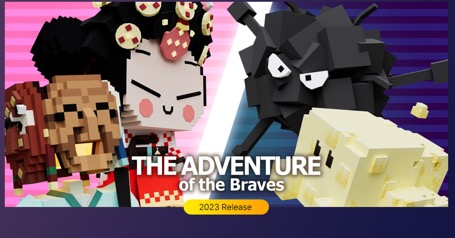 THE ADVENTURE
of the Braves
2023 Release